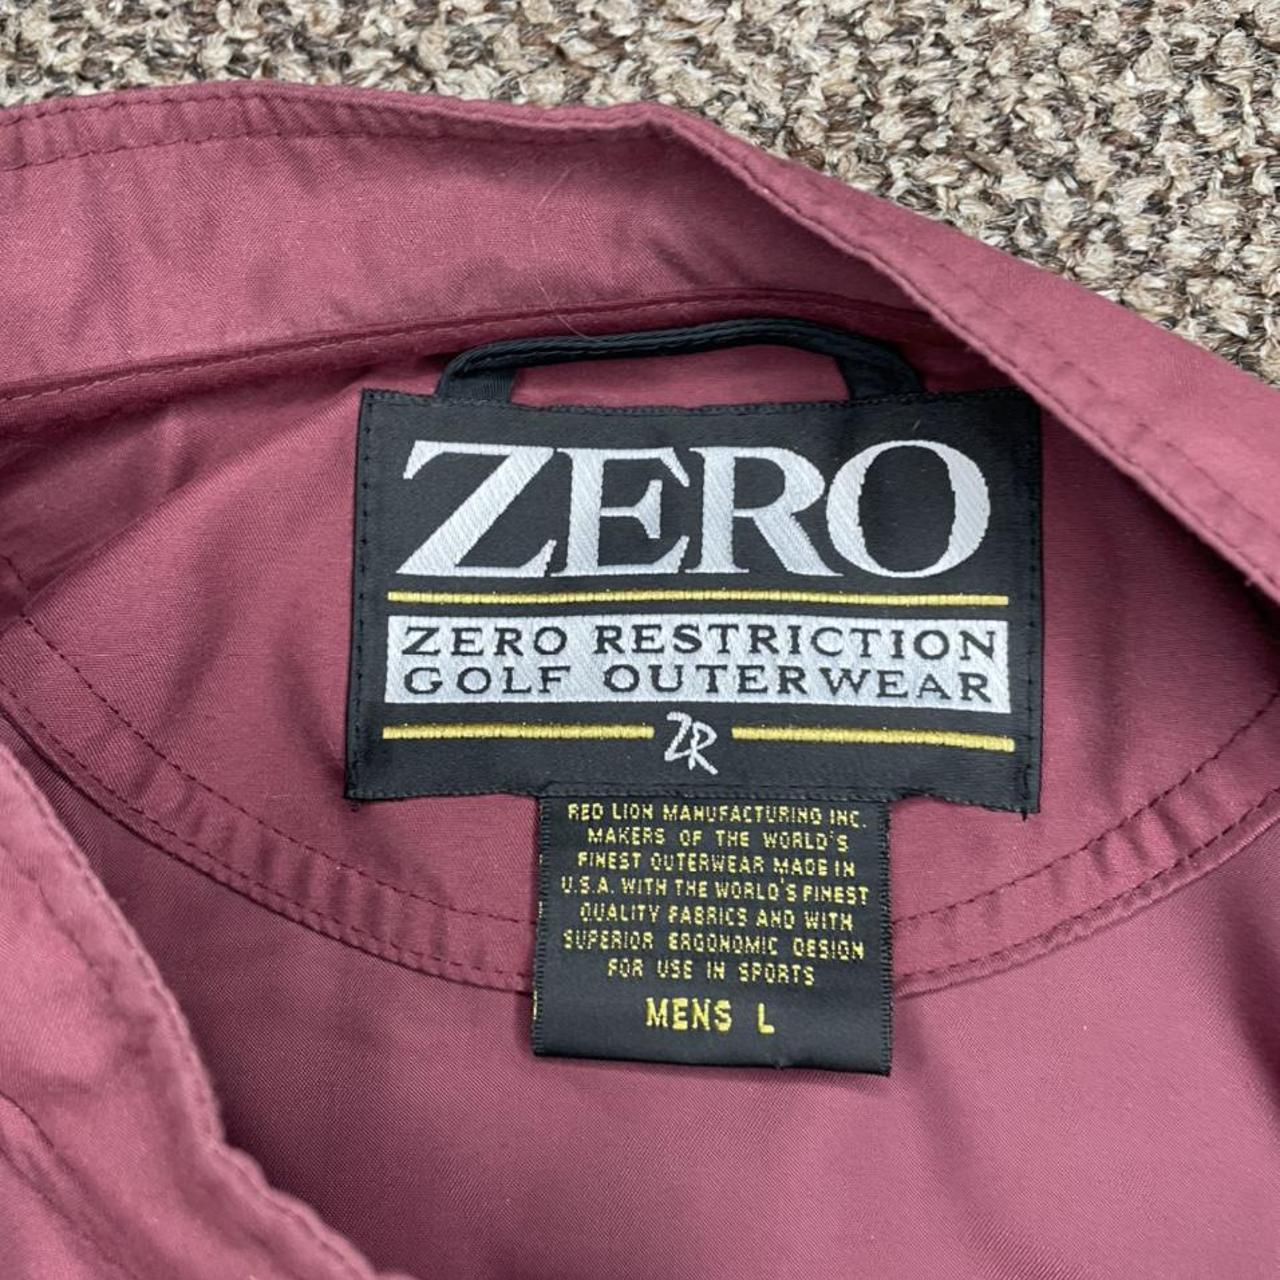 ZERO
ZERO RESTRICTION
GOLF OUTERWEAR
ZR
RED LION MANUFACTURING INC.
MAKERS OF THE WORLD'S
FINEST OUTERWEAR MADE IN
U.S.A. WITH THE WORLD'S FINEST
QUALITY FABRICS AND WITH
SUPERIOR ERGONOMIC DESIGN
FOR USE IN SPORTS
MENS L